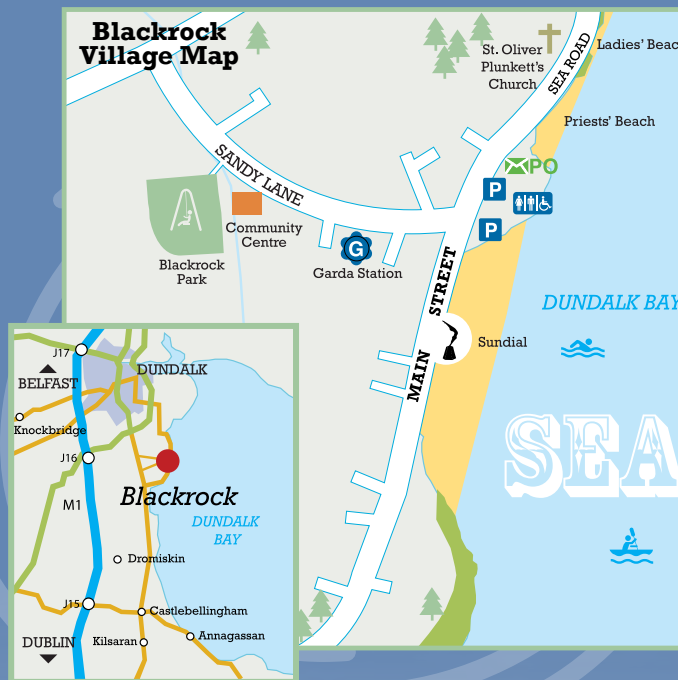 Blackrock
Village Map
St. Oliver
Plunkett's
Church
SEA ROAD
Ladies' Beac
Priests' Beach
PO
P
P
SANDY LANE
Community
Centre
Blackrock
Park
G
Garda Station
MAIN STREET
Sundial
DUNDALK BAY
SEA
J17
BELFAST
DUNDALK
Knockbridge
J16
Blackrock
M1
DUNDALK
BAY
Dromiskin
J15
Castlebellingham
DUBLIN
Kilsaran
Annagassan